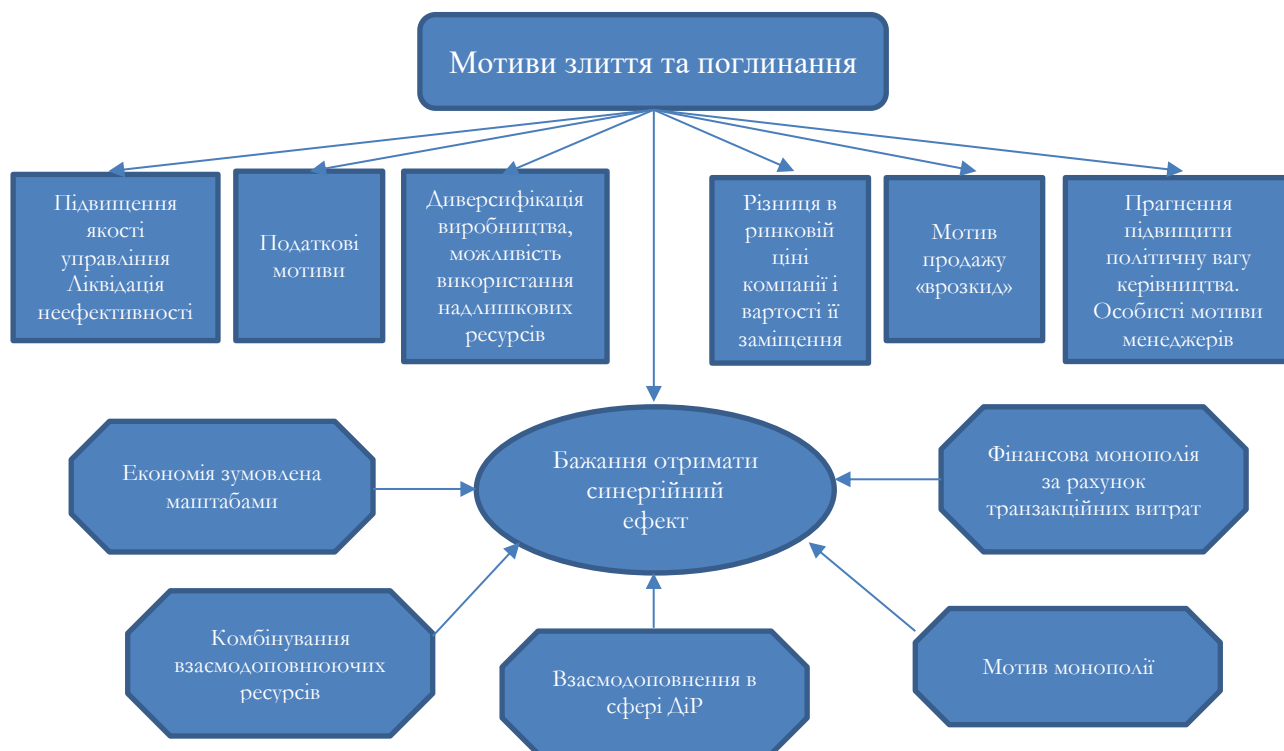 Мотиви злиття та поглинання
Підвищення
якості
управління
Ліквідація
неефективності
Податкові
мотиви
Диверсифікація
виробництва,
можливість
використання
надлишкових
ресурсів
Різниця в
ринковій
ціні
компанії і
вартості її
заміщення
Мотив
продажу
«врозкид»
Прагнення
підвищити
політичну вагу
керівництва.
Особисті мотиви
менеджерів
Економія зумовлена
маштабами
Бажання отримати
синергійний
ефект
Фінансова монополія
за рахунок
транзакційних витрат
Комбінування
взаємодоповнюючих
ресурсів
Взаємодоповнення в
сфері ДіР
Мотив монополії